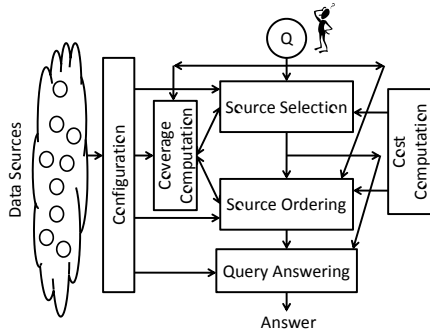 Q
Data Sources
Configuration
Coverage
Computation
Source Selection
Cost
Computation
Source Ordering
Query Answering
Answer